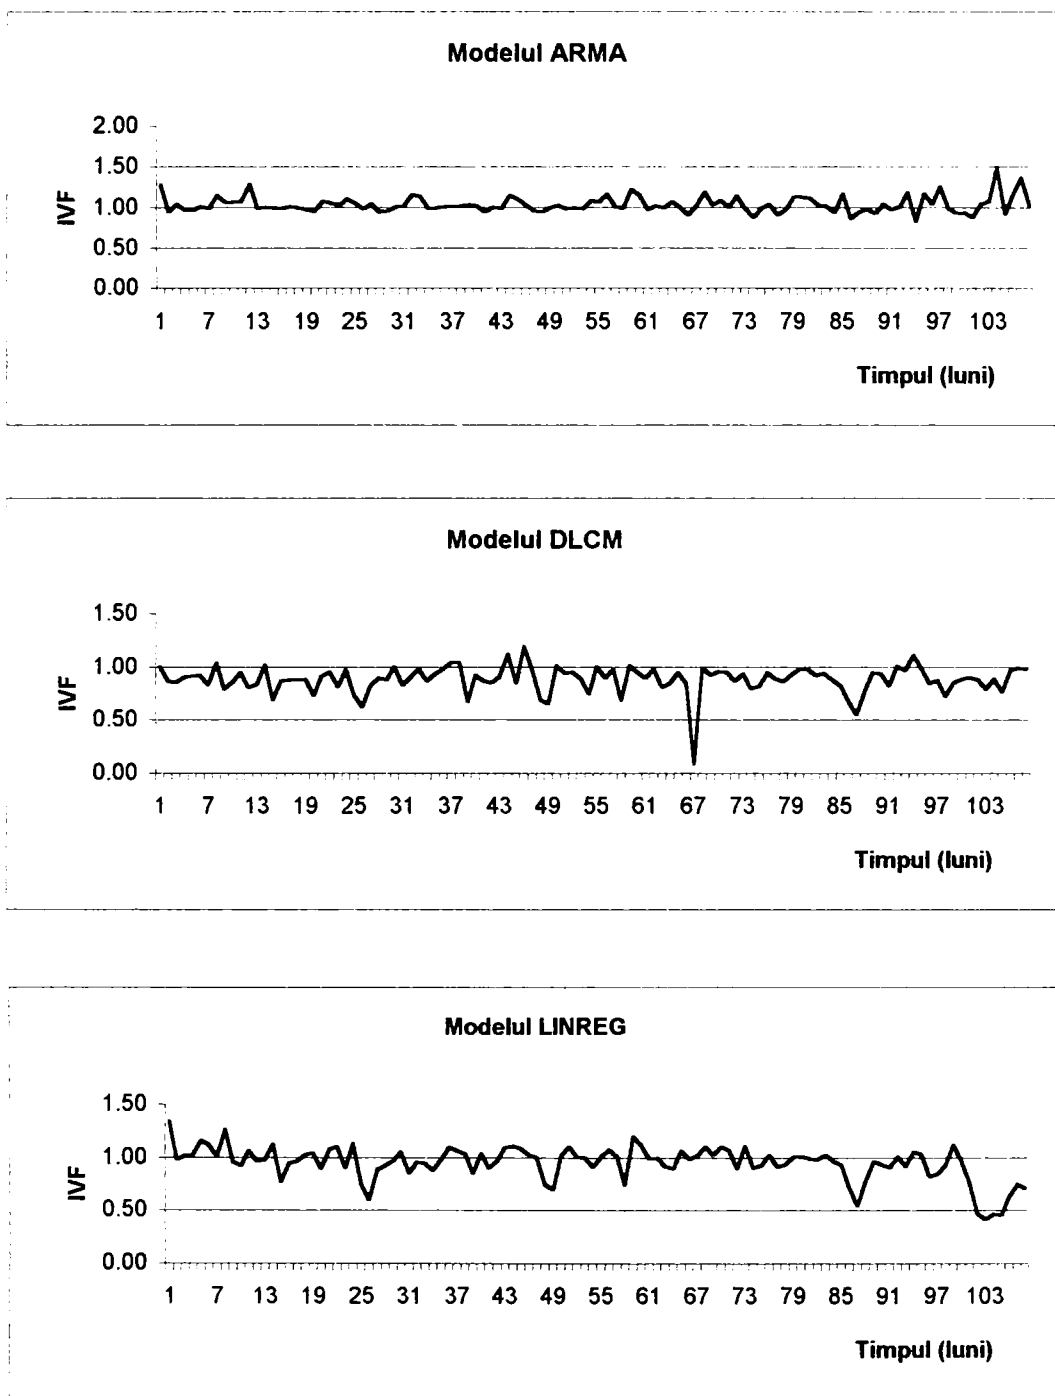 Modelul ARMA
2.00
1.50
1.00
0.50
0.00
IVF
1 7 13 19 25 31 37 43 49 55 61 67 73 79 85 91 97 103
Timpul (luni)
Modelul DLCM
1.50
1.00
0.50
0.00
IVF
1 7 13 19 25 31 37 43 49 55 61 67 73 79 85 91 97 103
Timpul (luni)
Modelul LINREG
1.50
1.00
0.50
0.00
IVF
1 7 13 19 25 31 37 43 49 55 61 67 73 79 85 91 97 103
Timpul (luni)